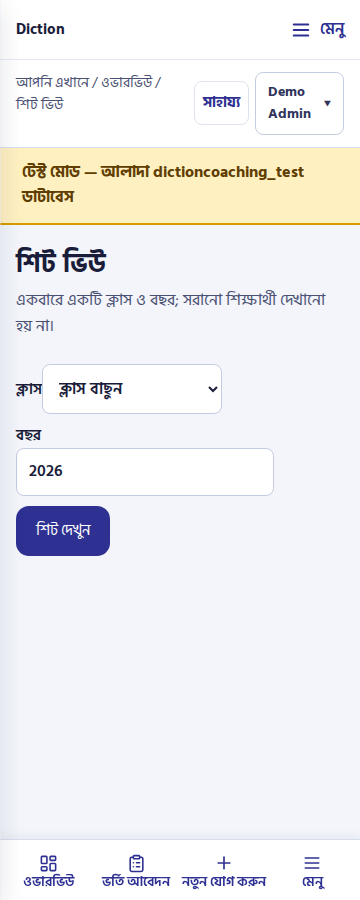 Diction
মেনু
আপনি এখানে / ওভারভিউ /
শিট ভিউ
সাহায্য
Demo
Admin
টেস্ট মোড — আলাদা dictioncoaching_test
ডাটাবেস
শিট ভিউ
একবারে একটি ক্লাস ও বছর; সরানো শিক্ষার্থী দেখানো
হয় না।
ক্লাস
ক্লাস বাছুন
বছর
2026
শিট দেখুন
ওভারভিউ
ভর্তি আবেদন
নতুন যোগ করুন
মেনু